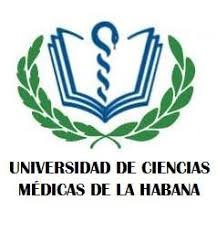 UNIVERSIDAD DE CIENCIAS
MÉDICAS DE LA HABANA